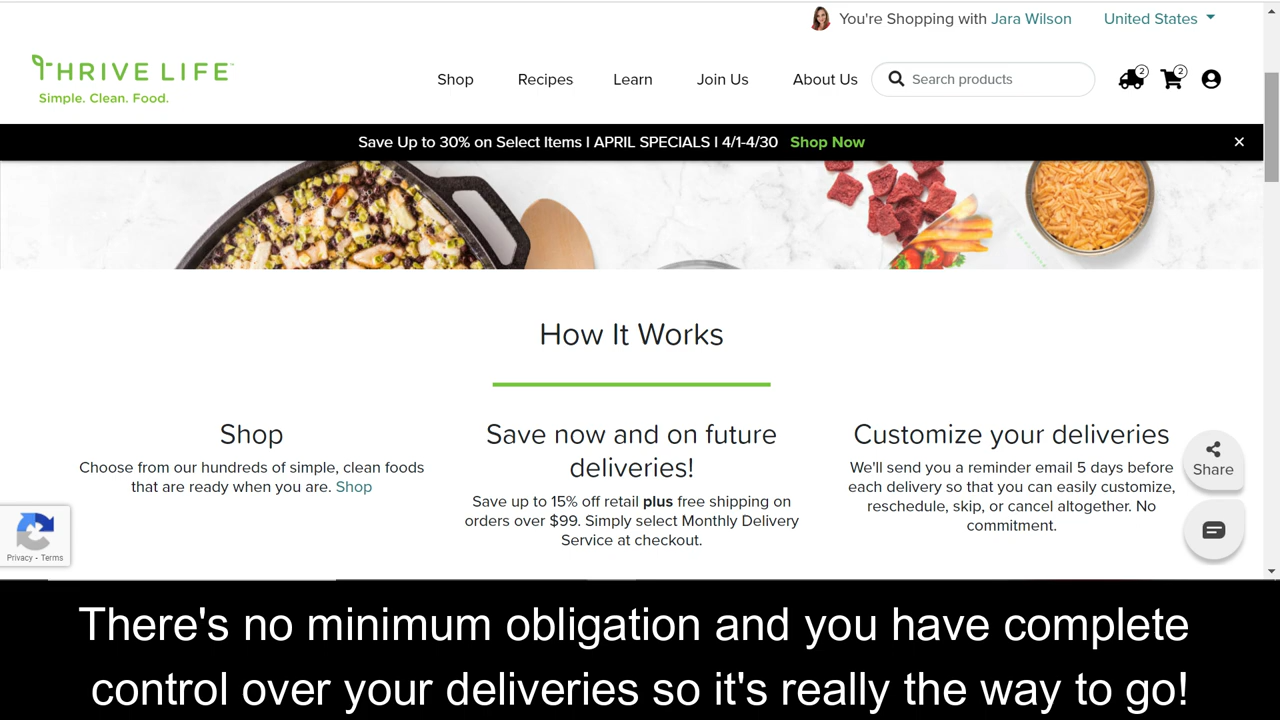 You're Shopping with Jara Wilson
United States
THRIVE LIFE
Simple. Clean. Food.
Shop
Recipes
Learn
Join Us
About Us
Search products
2
2
Save Up to 30% on Select Items I APRIL SPECIALS I 4/1-4/30 Shop Now
×
How It Works
Shop
Choose from our hundreds of simple, clean foods
that are ready when you are. Shop
Save now and on future
deliveries!
Save up to 15% off retail plus free shipping on
orders over $99. Simply select Monthly Delivery
Service at checkout.
Customize your deliveries
We'll send you a reminder email 5 days before
each delivery so that you can easily customize,
reschedule, skip, or cancel altogether. No
commitment.
Share
Privacy - Terms
There's no minimum obligation and you have complete
control over your deliveries so it's really the way to go!